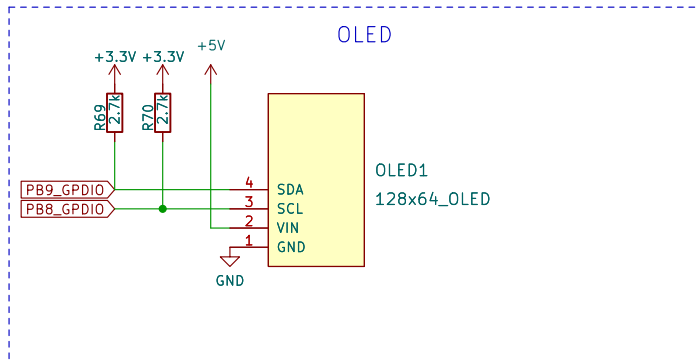 OLED
+5V
+3.3V
+3.3V
R69
2.7k
R70
2.7k
OLED1
128x64_OLED
PB9_GPDIO
4
SDA
PB8_GPDIO
3
SCL
2
VIN
1
GND
GND